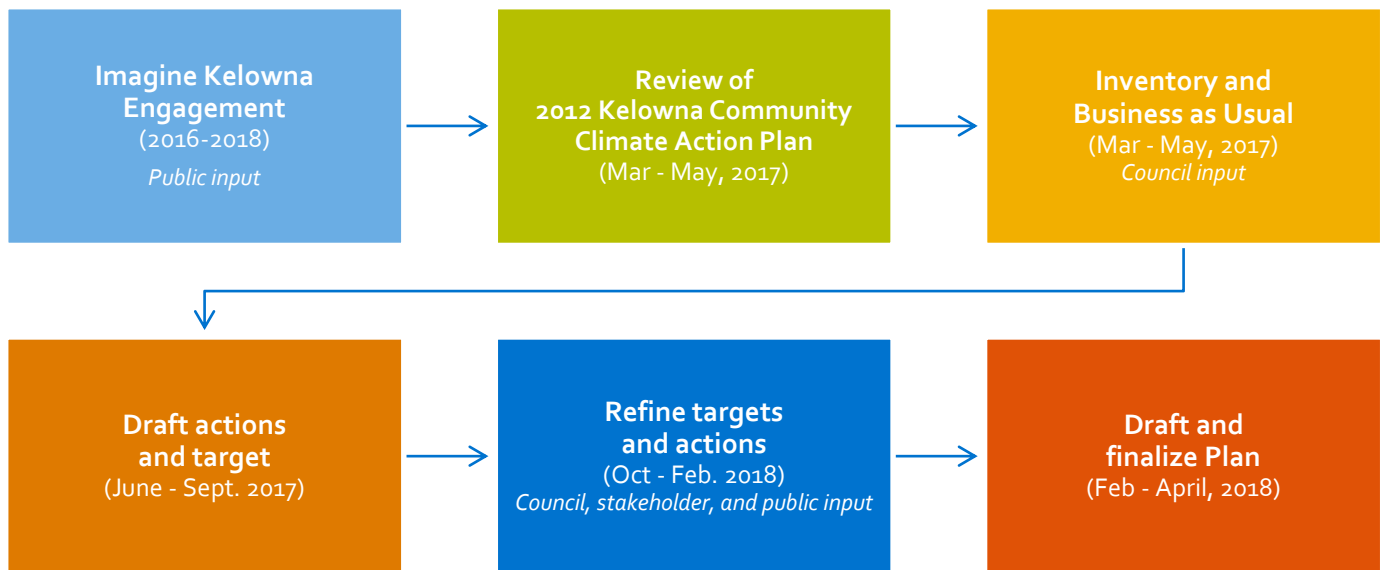 Imagine Kelowna
Engagement
(2016-2018)
Public input
Review of
2012 Kelowna Community
Climate Action Plan
(Mar - May, 2017)
Inventory and
Business as Usual
(Mar - May, 2017)
Council input
Draft actions
and target
(June - Sept. 2017)
Refine targets
and actions
(Oct - Feb. 2018)
Council, stakeholder, and public input
Draft and
finalize Plan
(Feb - April, 2018)